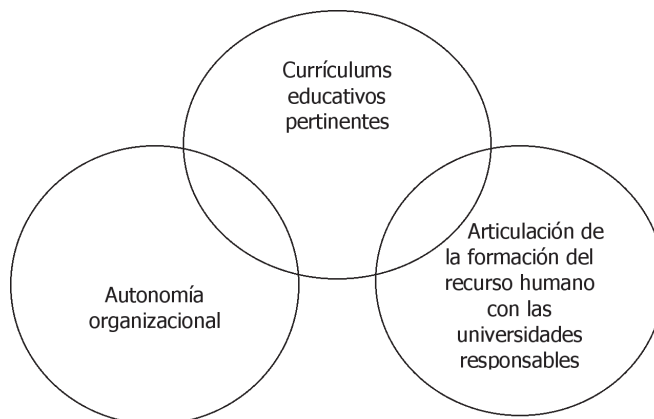 Currículums
educativos
pertinentes
Autonomía
organizacional
Articulación de
la formación del
recurso humano
con las
universidades
responsables